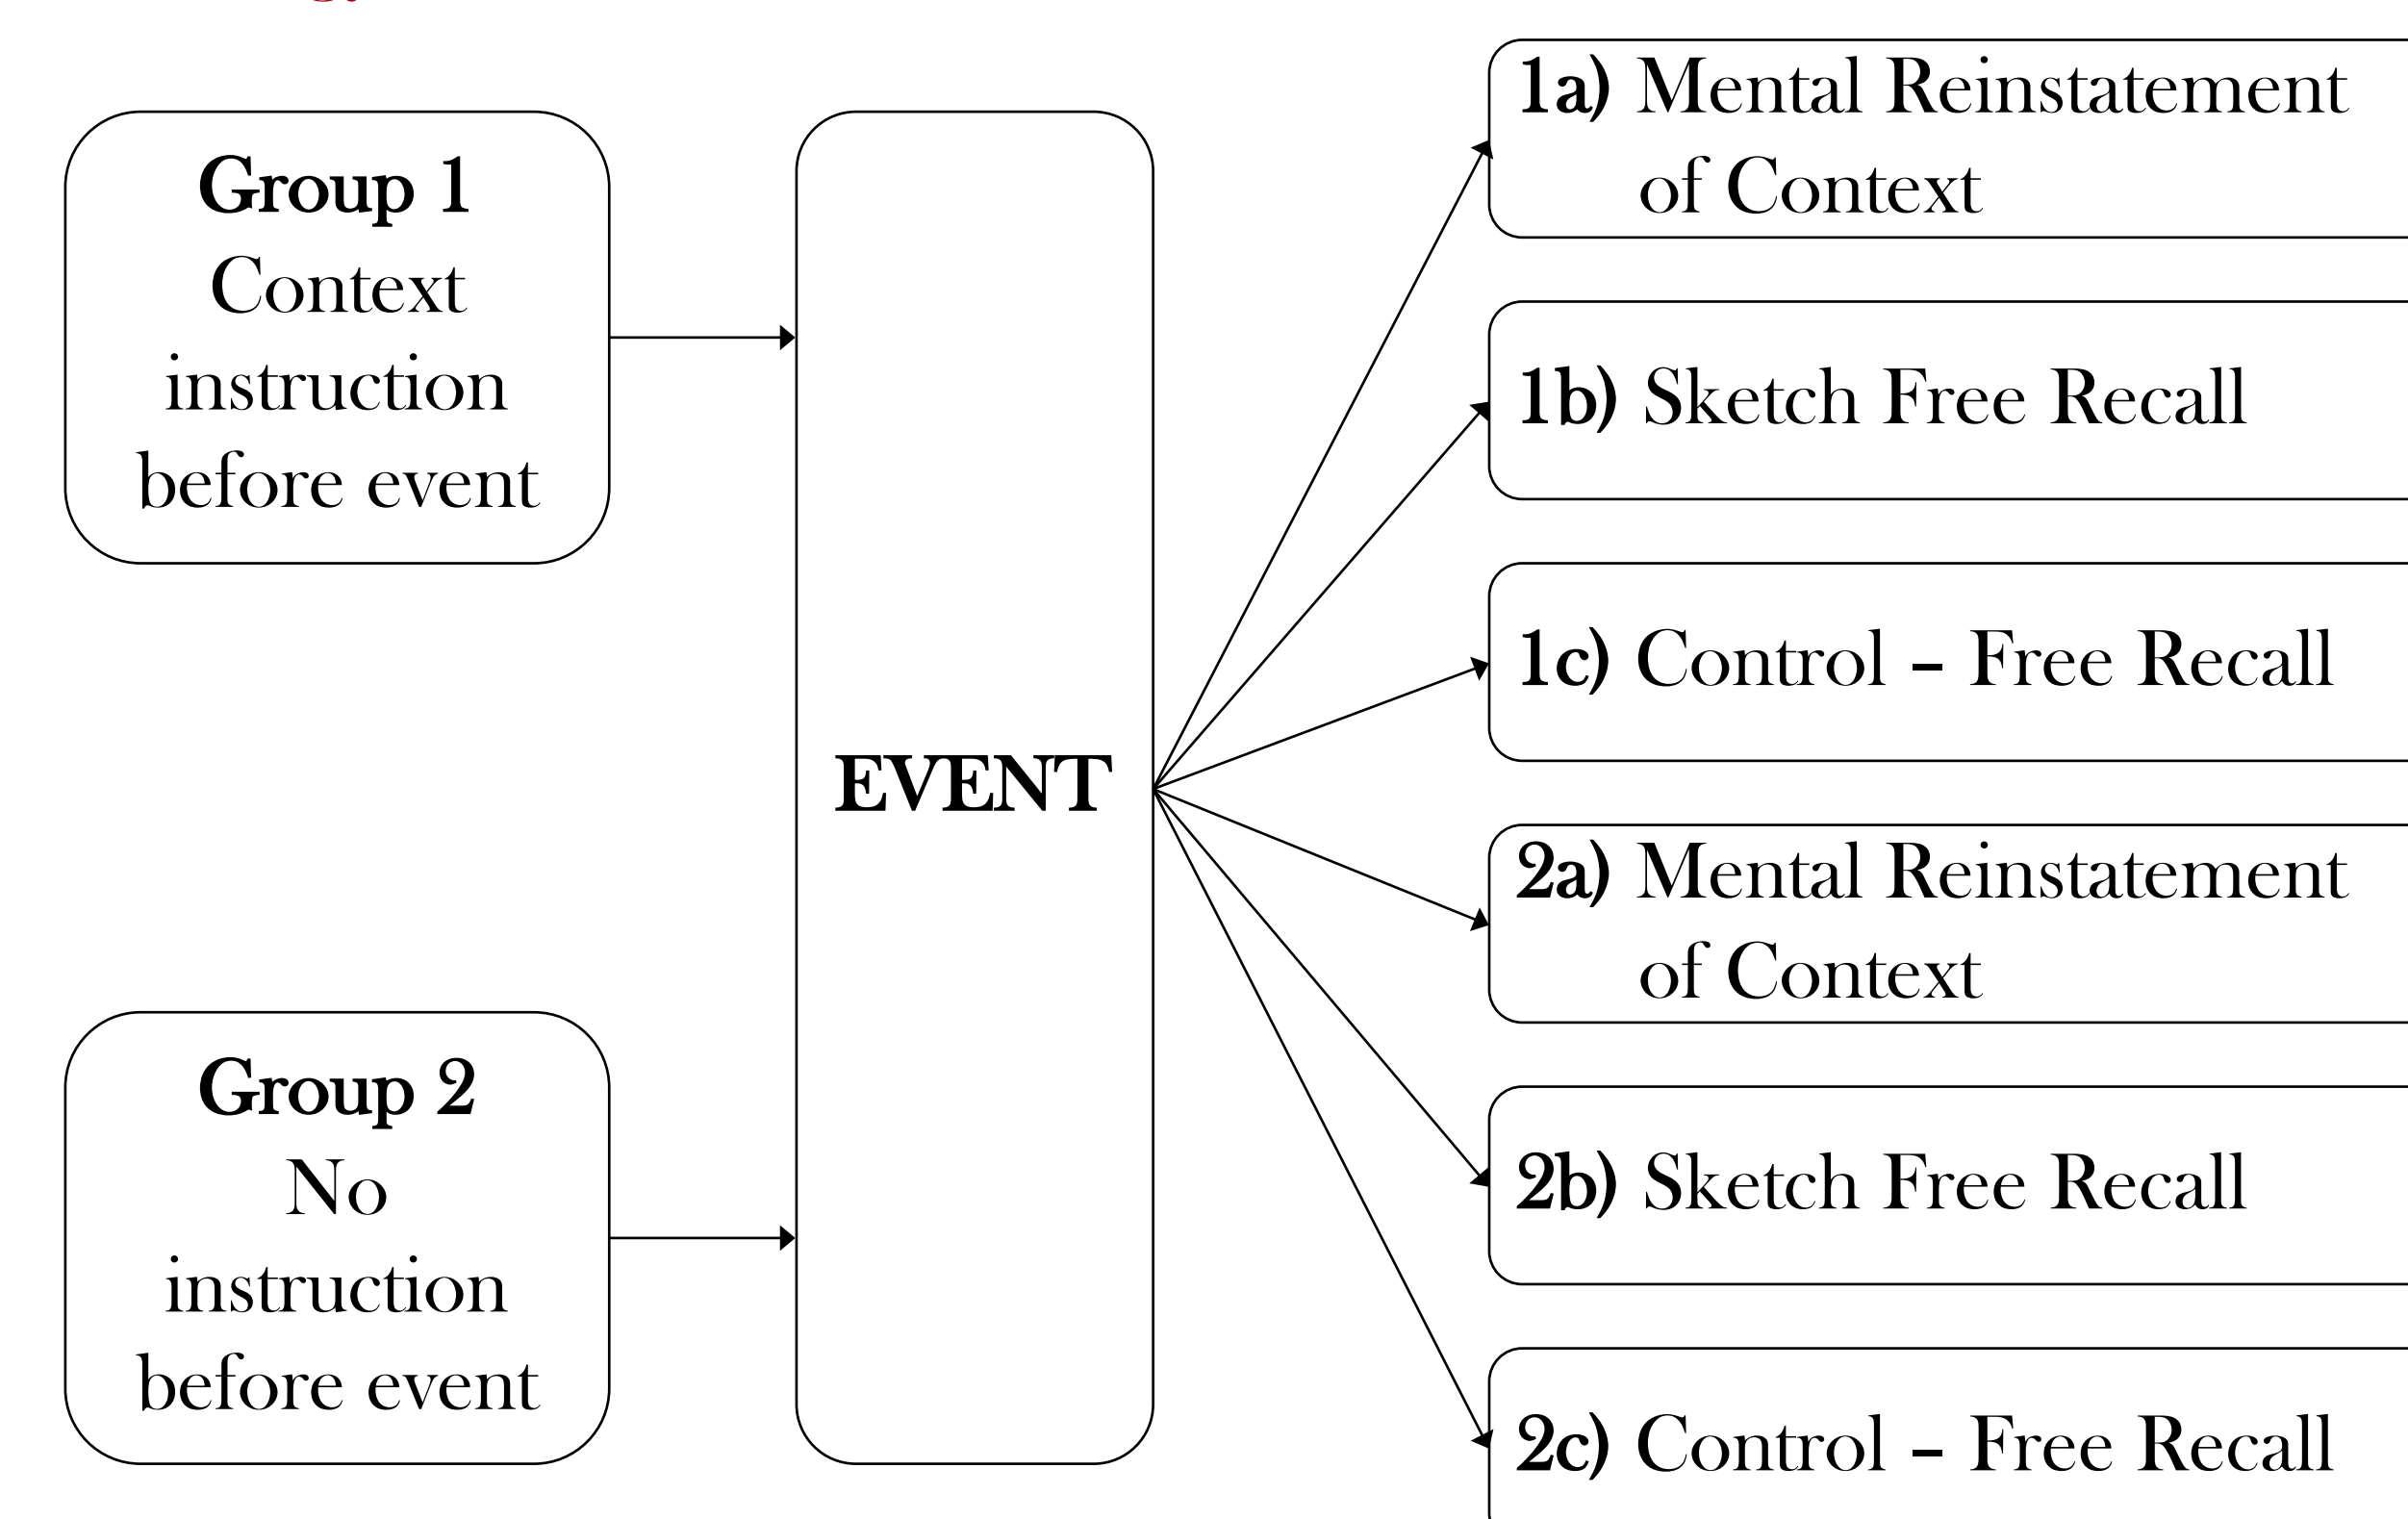 Group 1
Context
instruction
before event
Group 2
No
instruction
before event
EVENT
1a) Mental Reinstatement
of Context
1b) Sketch Free Recall
1c) Control – Free Recall
2a) Mental Reinstatement
of Context
2b) Sketch Free Recall
2c) Control – Free Recall